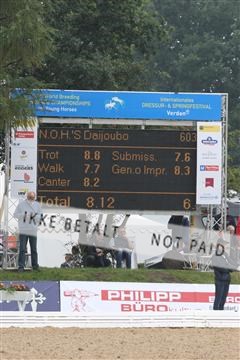 World Breeding
CHAMPIONSHIPS
Young Horses
Internationales
DRESSUR- & SPRINGFESTIVAL
Verden
N.O.H.'S Daijoubo 603
Trot 8.8 Submiss. 7.6
Walk 7.7 Gen.o Impr. 8.3
Canter 8.2
Total 8.12 6
IKKE BETALT
NOT PAID
PHILIPP
BÜRO